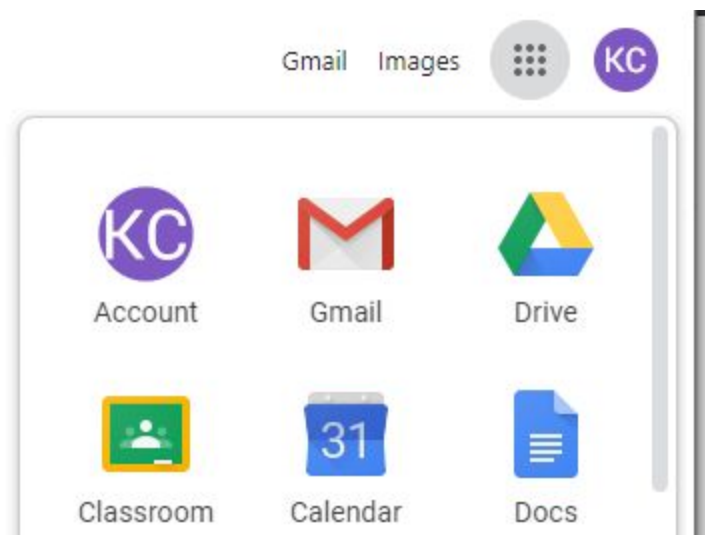 Gmail Images KC
KC
Account Gmail Drive
31
Classroom Calendar Docs